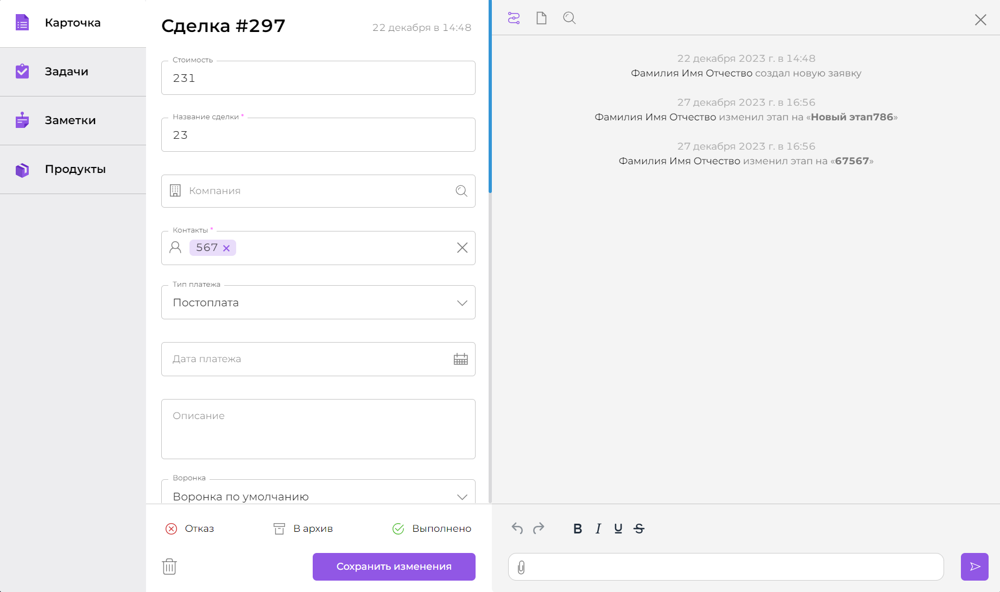 Карточка
Задачи
Заметки
Продукты
Сделка #297
22 декабря в 14:48
Стоимость
231
Название сделки *
23
Компания
Контакты *
567
Тип платежа
Постоплата
Дата платежа
Описание
Воронка
Воронка по умолчанию
Отказ
В архив
Выполнено
Сохранить изменения
22 декабря 2023 г. в 14:48
Фамилия Имя Отчество создал новую заявку
27 декабря 2023 г. в 16:56
Фамилия Имя Отчество изменил этап на «Новый этап786»
27 декабря 2023 г. в 16:56
Фамилия Имя Отчество изменил этап на «67567»
B I U S